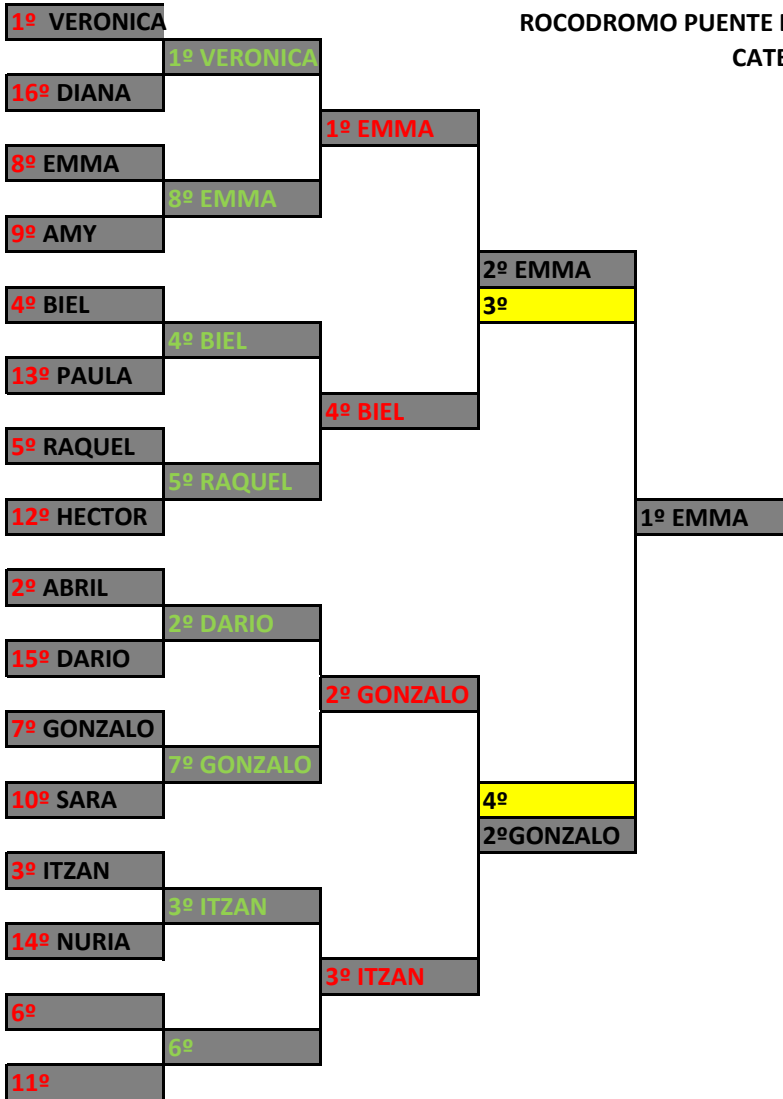 1º VERONICA
ROCODROMO PUENTE
1º VERONICA
CATE
16º DIANA
1º EMMA
8º EMMA
8º EMMA
9º AMY
2º EMMA
4º BIEL
3º
4º BIEL
13º PAULA
4º BIEL
5º RAQUEL
5º RAQUEL
12º HECTOR
1º EMMA
2º ABRIL
2º DARIO
15º DARIO
2º GONZALO
7º GONZALO
7º GONZALO
10º SARA
4º
2ºGONZALO
3º ITZAN
3º ITZAN
14º NURIA
3º ITZAN
6º
6º
11º